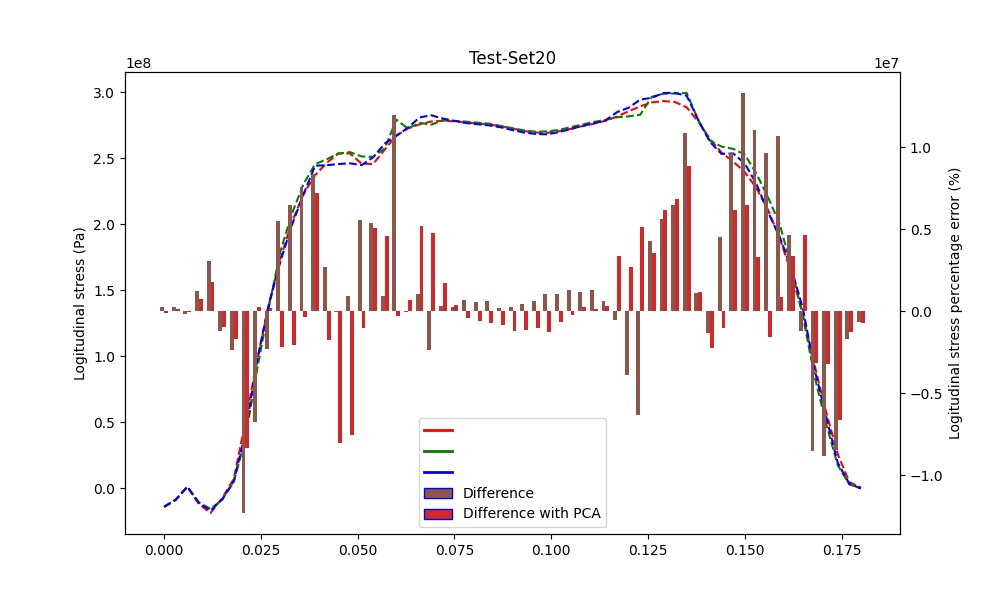 Test-Set20
1e8
1e7
3.0
2.5
2.0
1.5
1.0
0.5
0.0
Logitudinal stress (Pa)
1.0
0.5
0.0
−0.5
−1.0
Logitudinal stress percentage error (%)
Difference
Difference with PCA
0.000
0.025
0.050
0.075
0.100
0.125
0.150
0.175